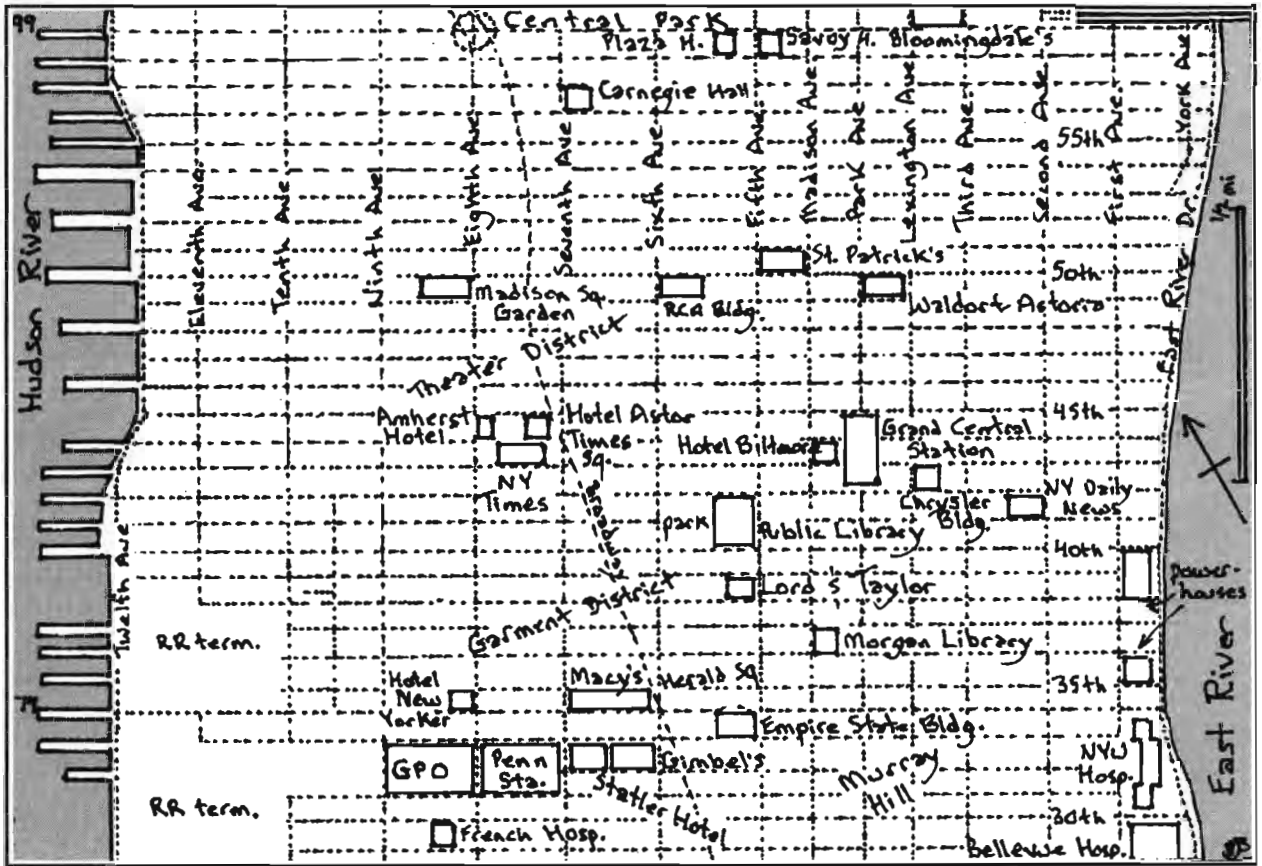 99
Central Park
Plaza H.
Savoy H.
Bloomingdale's
Carnegie Hall
55th
York Ave
Hudson River
Eleventh Ave.
Tenth Ave
Ninth Ave
Eighth Ave
Seventh Ave
Sixth Ave
Fifth Ave
Madison Ave
Park Ave
Lexington Ave
Third Ave.
Second Ave
First Ave.
East River Dr.
1/2 mi
St. Patrick's
50th
Madison Sq.
Garden
RCA Bldg.
Waldorf Astoria
Theater District
45th
Amherst
Hotel
Hotel Astor
Times
Sq.
Hotel Biltmore
Grand Central
Station
NY
Times
Broadway
Chrysler
Bldg.
NY Daily
News
park
Public Library
40th
power-
houses
Lord & Taylor
Garment District
Twelth Ave
RR term.
Morgan Library
35th
Hotel
New
Yorker
Macy's
Herald Sq.
Empire State Bldg.
East River
GPO
Penn
Sta.
Gimbel's
Statler Hotel
Murray
Hill
NYU
Hosp.
RR term.
30th
French Hosp.
Bellevue Hosp.